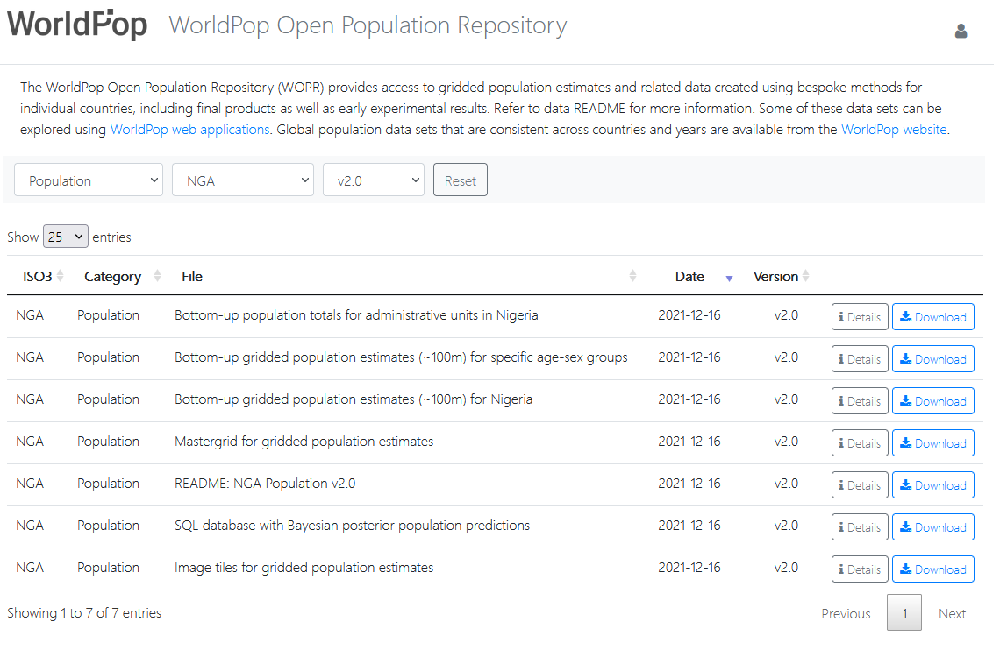 WorldPop WorldPop Open Population Repository
The WorldPop Open Population Repository (WOPR) provides access to gridded population estimates and related data created using bespoke methods for
individual countries, including final products as well as early experimental results. Refer to data README for more information. Some of these data sets can be
explored using WorldPop web applications. Global population data sets that are consistent across countries and years are available from the WorldPop website.
Population NGA v2.0 Reset
Show 25 entries
ISO3 Category File Date Version
NGA Population Bottom-up population totals for administrative units in Nigeria 2021-12-16 v2.0 Details Download
NGA Population Bottom-up gridded population estimates (~100m) for specific age-sex groups 2021-12-16 v2.0 Details Download
NGA Population Bottom-up gridded population estimates (~100m) for Nigeria 2021-12-16 v2.0 Details Download
NGA Population Mastergrid for gridded population estimates 2021-12-16 v2.0 Details Download
NGA Population README: NGA Population v2.0 2021-12-16 v2.0 Details Download
NGA Population SQL database with Bayesian posterior population predictions 2021-12-16 v2.0 Details Download
NGA Population Image tiles for gridded population estimates 2021-12-16 v2.0 Details Download
Showing 1 to 7 of 7 entries Previous 1 Next